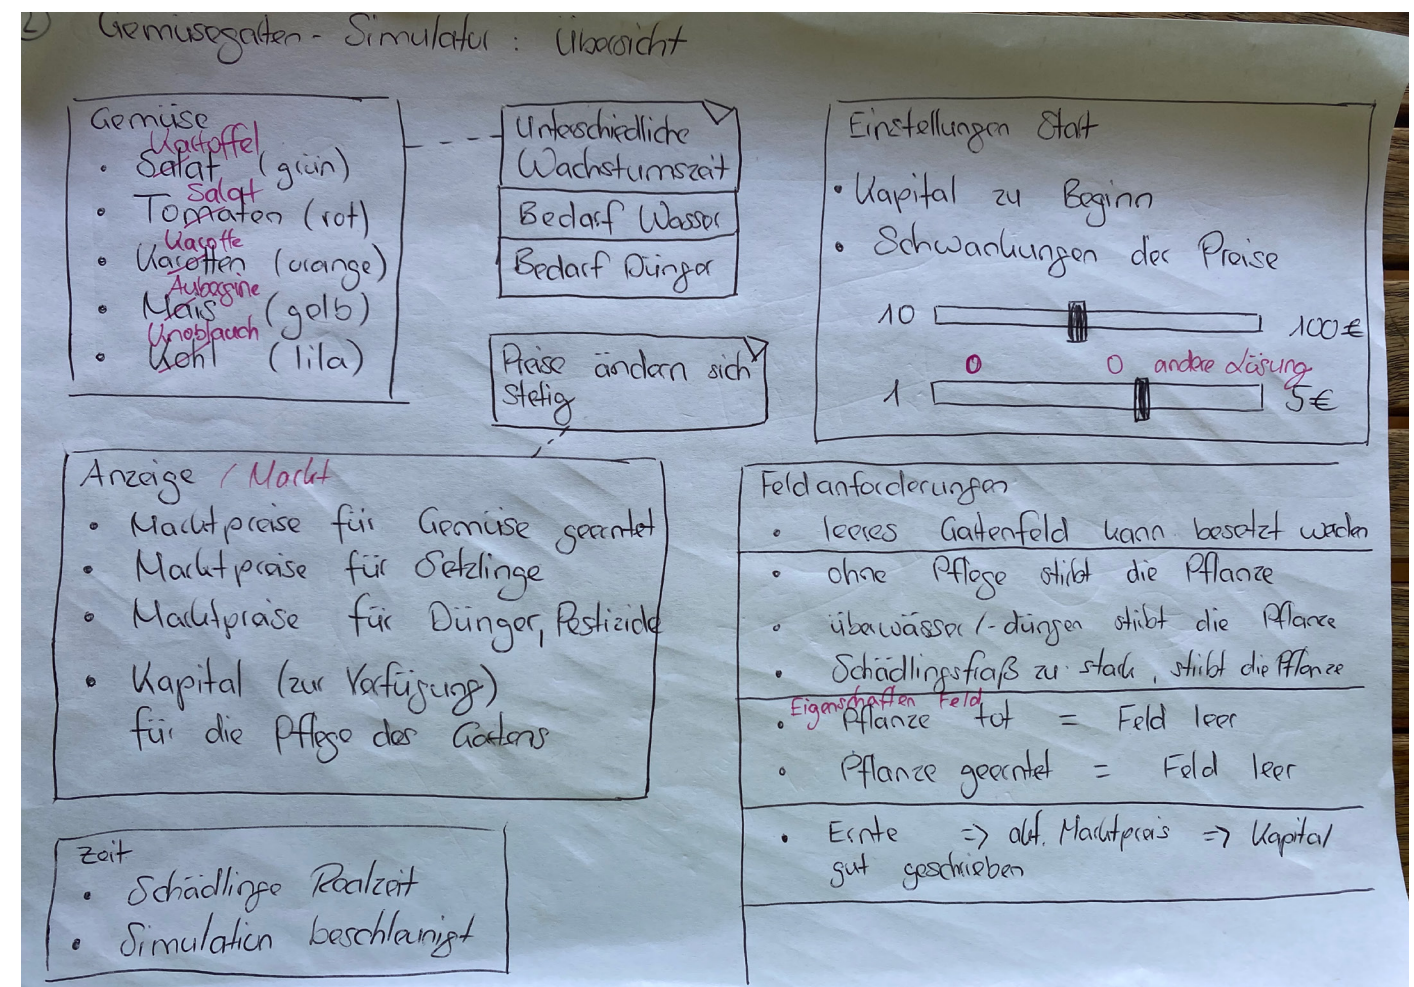 2) Gemüsegarten - Simulator : Übersicht
Gemüse
Kartoffel
• Salat (grün)
Salat
• Tomaten (rot)
Karotte
• Karotten (orange)
Aubagine
• Mais (gelb)
Knoblauch
• Kohl (lila)
Unterschiedliche
Wachstumszeit
Bedarf Wasser
Bedarf Dünger
Preise ändern sich
stetig
Einstellungen Start
• Kapital zu Beginn
• Schwankungen der Preise
10 100€
0 0 andere Lösung
1 5€
Anzeige / Markt
• Marktpreise für Gemüse geerntet
• Marktpreise für Setzlinge
• Marktpreise für Dünger, Pestizide
• Kapital (zur Verfügung)
für die Pflege des Gartens
Zeit
• Schädlinge Realzeit
• Simulation beschleunigt
Feldanforderungen
• leeres Gartenfeld kann besetzt werden
• ohne Pflege stirbt die Pflanze
• überwässer/-düngen stirbt die Pflanze
• Schädlingsfraß zu stark, stirbt die Pflanze
Eigenschaften Feld
• Pflanze tot = Feld leer
• Pflanze geerntet = Feld leer
• Ernte => akt. Marktpreis => Kapital
gut geschrieben